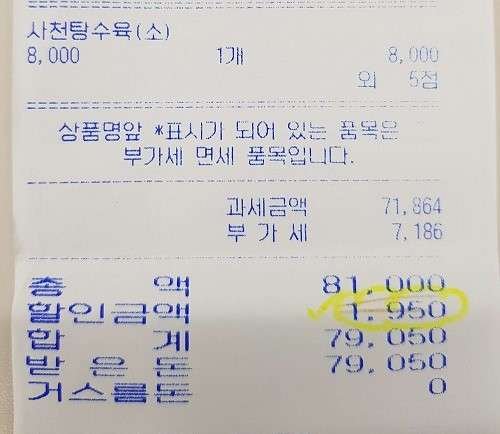 사천탕수육(소)
8,000 1개 8,000
외 5점
상품명앞 *표시가 되어 있는 품목은
부가세 면세 품목입니다.
과세금액 71,864
부 가 세 7,186
총 액 81,000
할인금액 1,950
합 계 79,050
받 은 돈 79,050
거스름돈 0